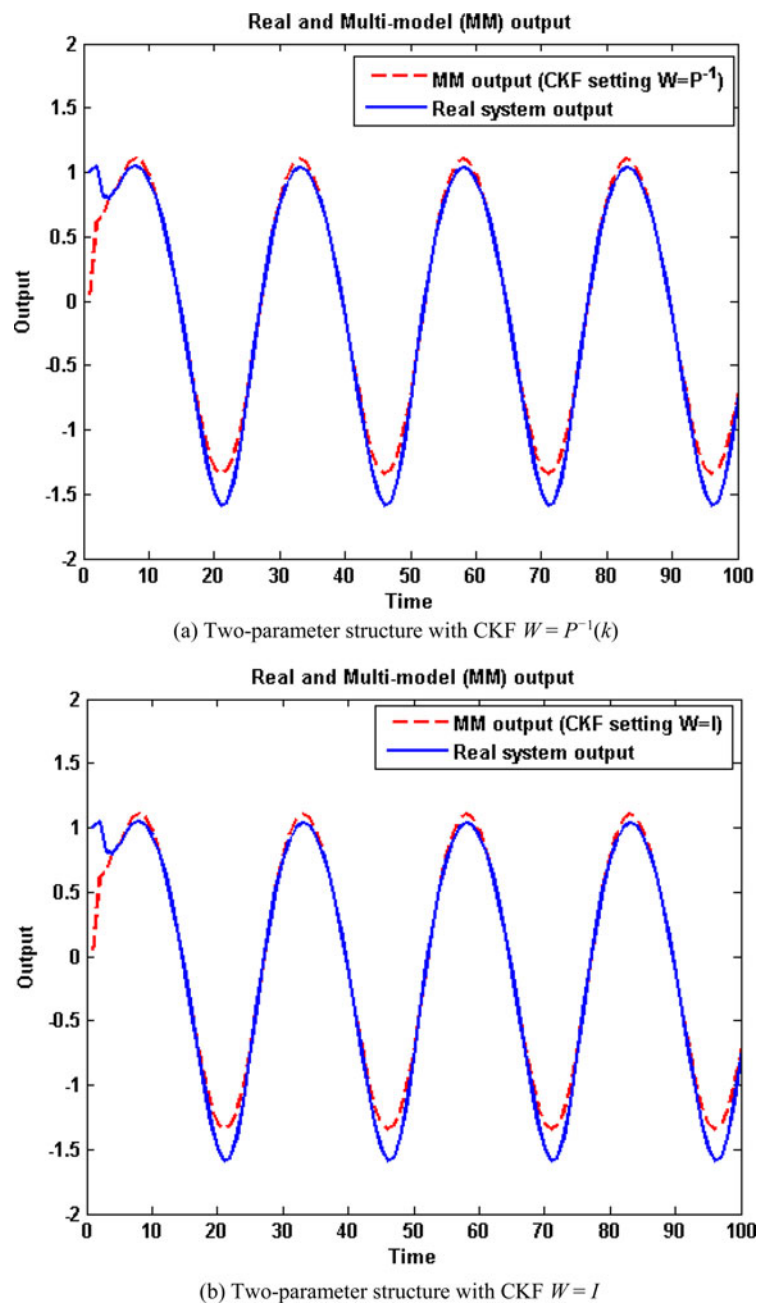 Real and Multi-model (MM) output
MM output (CKF setting W=P⁻¹)
Real system output
2
1.5
1
0.5
0
-0.5
-1
-1.5
-2
Output
0 10 20 30 40 50 60 70 80 90 100
Time
(a) Two-parameter structure with CKF W = P⁻¹(k)
Real and Multi-model (MM) output
MM output (CKF setting W=I)
Real system output
2
1.5
1
0.5
0
-0.5
-1
-1.5
-2
Output
0 10 20 30 40 50 60 70 80 90 100
Time
(b) Two-parameter structure with CKF W = I